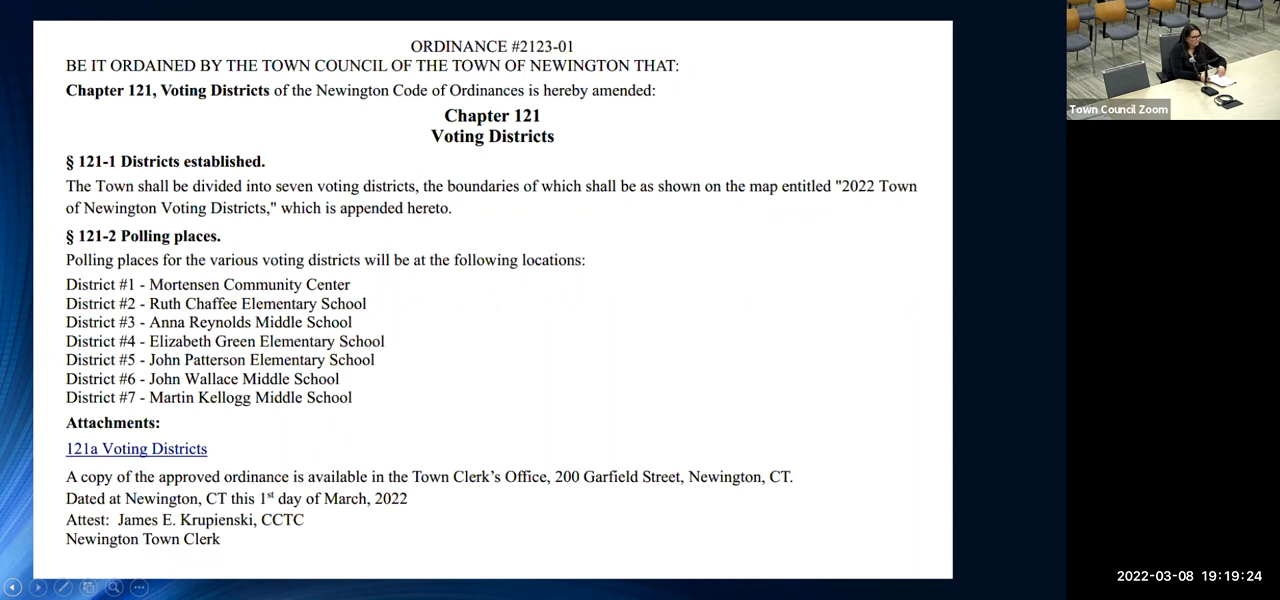 ORDINANCE #2123-01
BE IT ORDAINED BY THE TOWN COUNCIL OF THE TOWN OF NEWINGTON THAT:
Chapter 121, Voting Districts of the Newington Code of Ordinances is hereby amended:
Chapter 121
Voting Districts
§ 121-1 Districts established.
The Town shall be divided into seven voting districts, the boundaries of which shall be as shown on the map entitled "2022 Town
of Newington Voting Districts," which is appended hereto.
§ 121-2 Polling places.
Polling places for the various voting districts will be at the following locations:
District #1 - Mortensen Community Center
District #2 - Ruth Chaffee Elementary School
District #3 - Anna Reynolds Middle School
District #4 - Elizabeth Green Elementary School
District #5 - John Patterson Elementary School
District #6 - John Wallace Middle School
District #7 - Martin Kellogg Middle School
Attachments:
121a Voting Districts
A copy of the approved ordinance is available in the Town Clerk’s Office, 200 Garfield Street, Newington, CT.
Dated at Newington, CT this 1st day of March, 2022
Attest: James E. Krupienski, CCTC
Newington Town Clerk
Town Council Zoom
2022-03-08 19:19:24